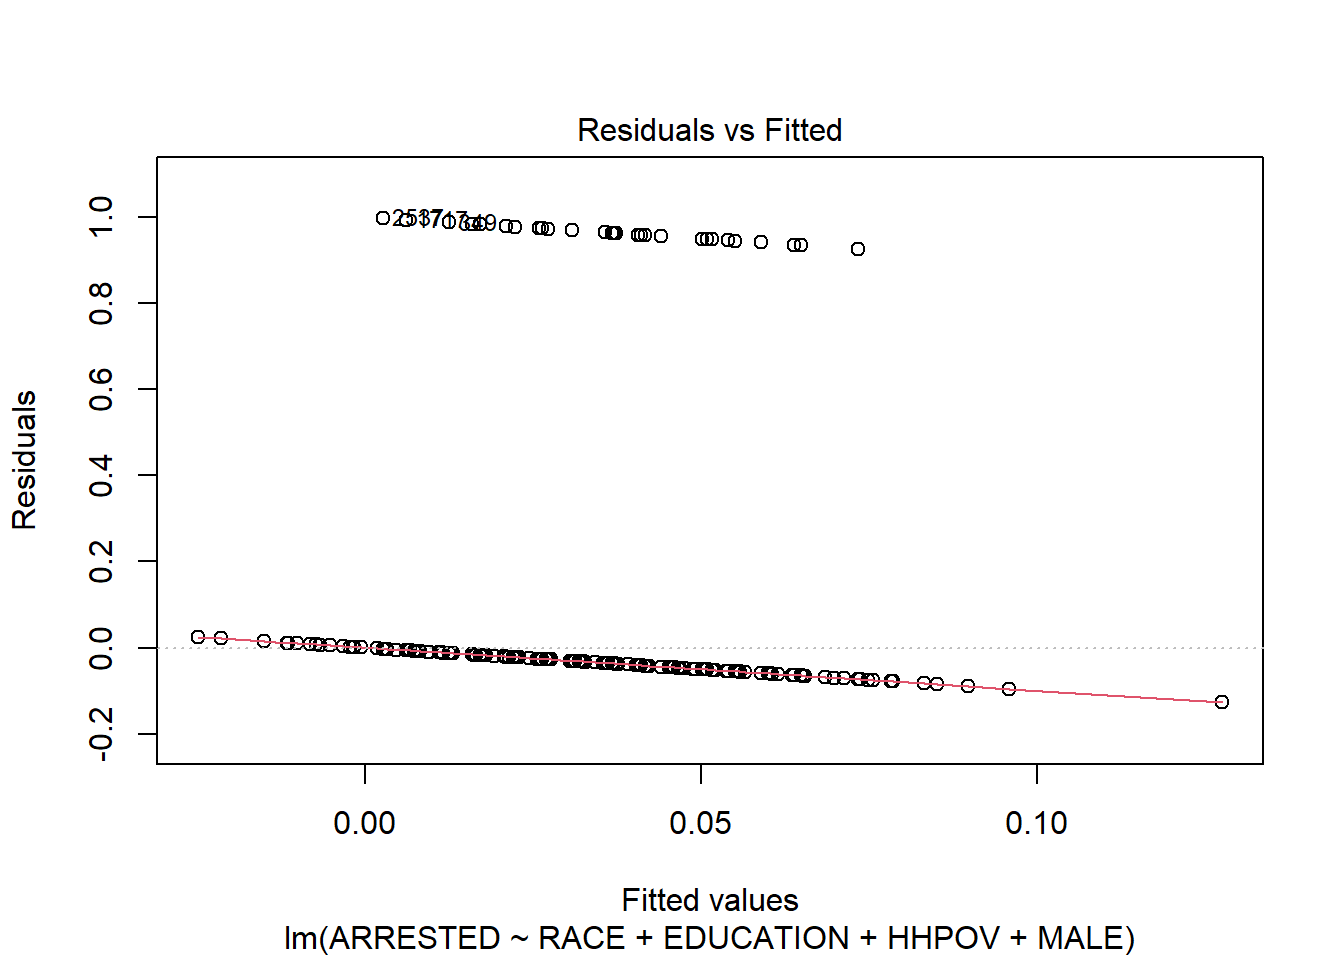 Residuals vs Fitted
Residuals
1.0
0.8
0.6
0.4
0.2
0.0
-0.2
0.00 0.05 0.10
Fitted values
lm(ARRESTED ~ RACE + EDUCATION + HHPOV + MALE)